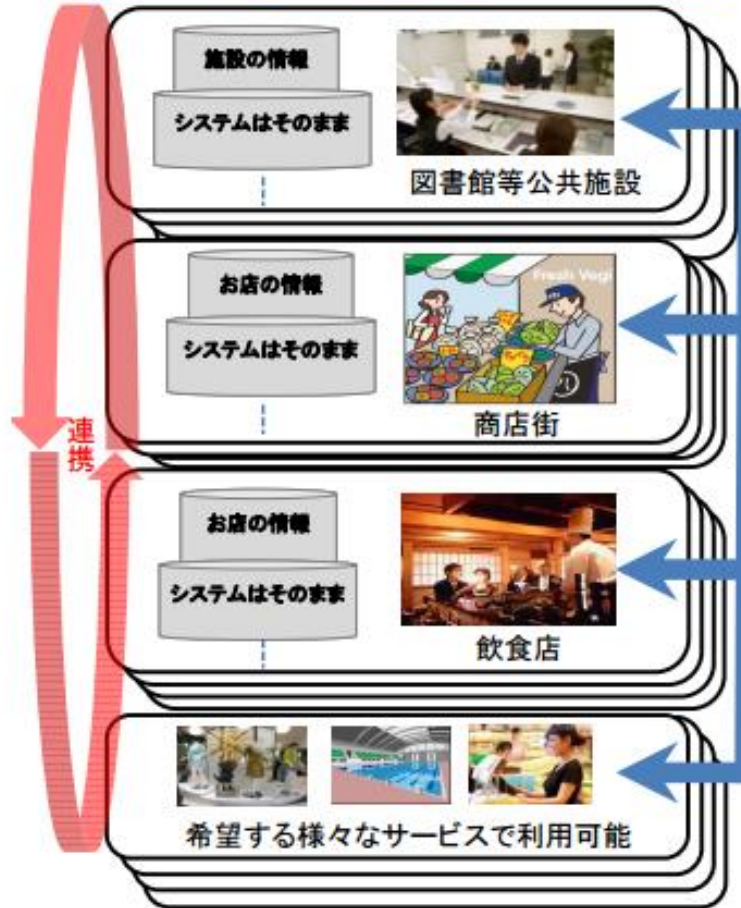 施設の情報
システムはそのまま
図書館等公共施設
お店の情報
システムはそのまま
Fresh Vegi
商店街
連携
お店の情報
システムはそのまま
飲食店
希望する様々なサービスで利用可能